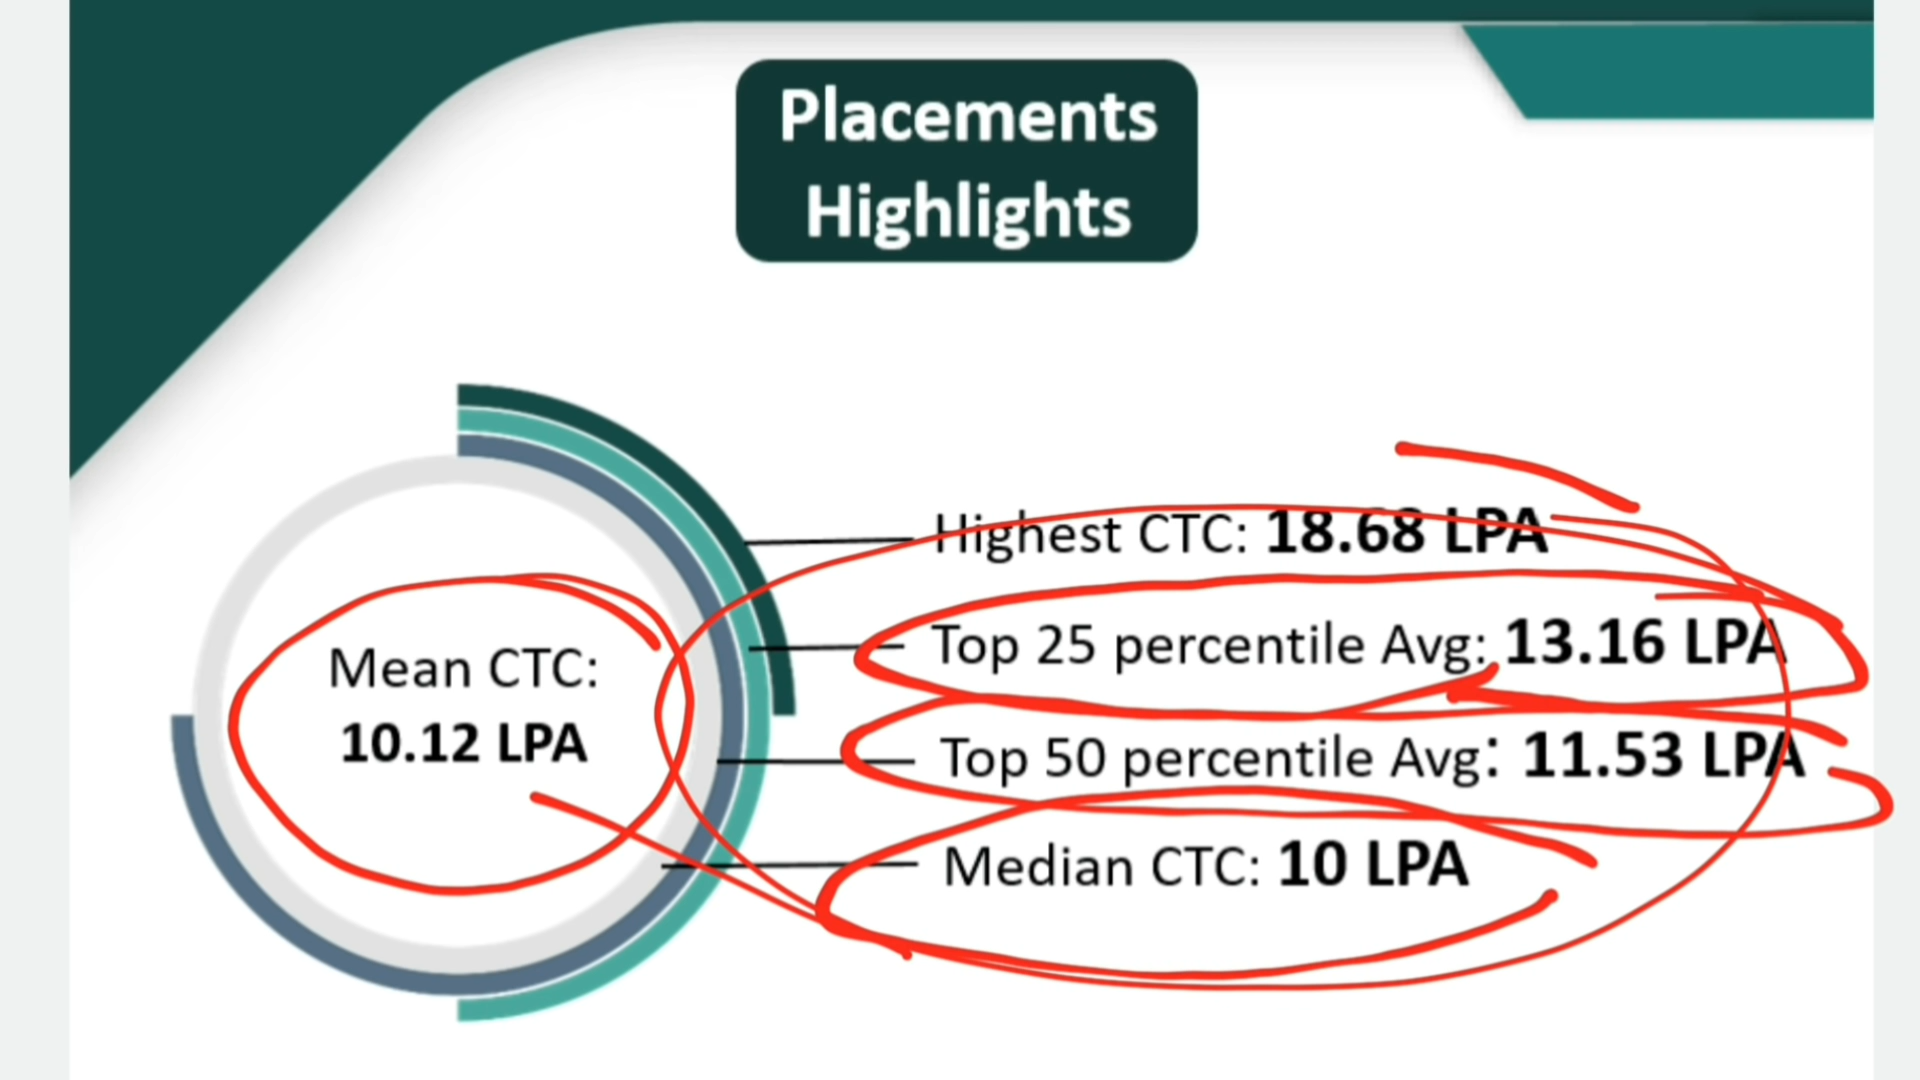 Placements
Highlights
Highest CTC: 18.68 LPA
Top 25 percentile Avg: 13.16 LPA
Mean CTC:
10.12 LPA
Top 50 percentile Avg: 11.53 LPA
Median CTC: 10 LPA